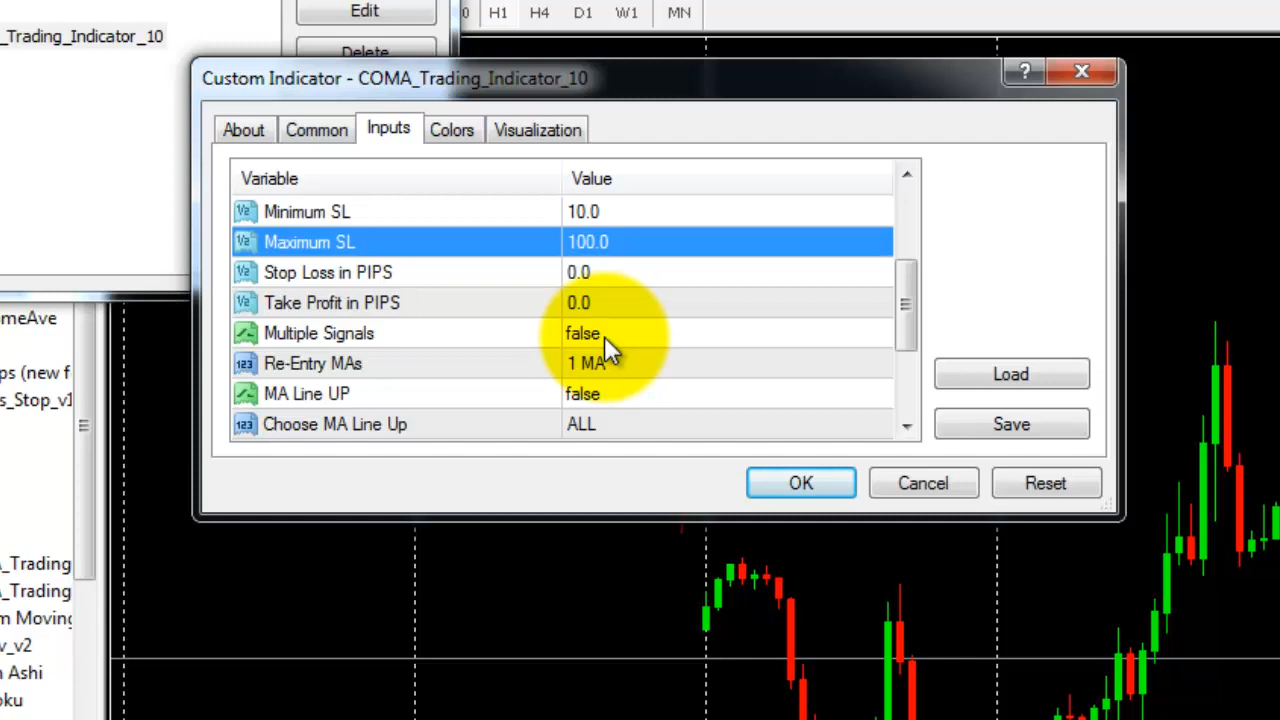 Edit
H1 H4 D1 W1 MN
_Trading_Indicator_10
Delete
Custom Indicator - COMA_Trading_Indicator_10
?
About Common Inputs Colors Visualization
Variable Value
Minimum SL 10.0
Maximum SL 100.0
Stop Loss in PIPS 0.0
Take Profit in PIPS 0.0
Multiple Signals false
Re-Entry MAs 1 MA
MA Line UP false
Choose MA Line Up ALL
Load
Save
OK Cancel Reset
omeAve
ps (new f
s_Stop_v1
A_Trading
A_Trading
m Moving
v_v2
n Ashi
oku